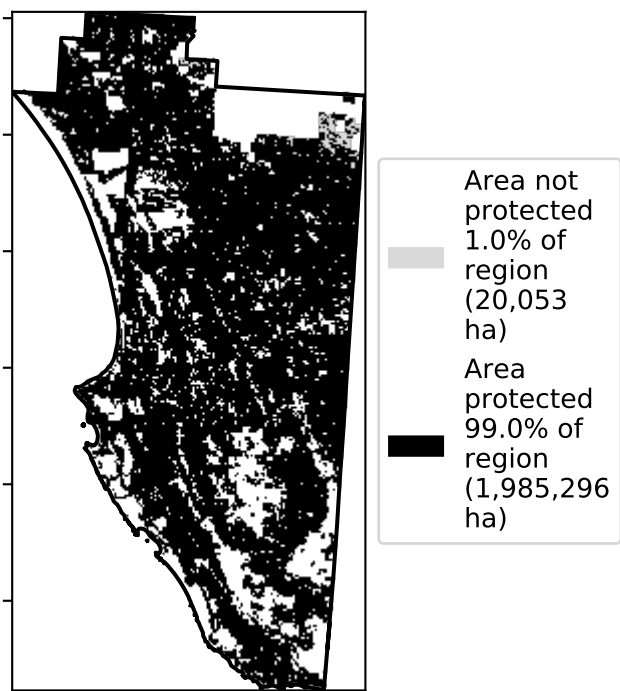 Area not
protected
1.0% of
region
(20,053
ha)
Area
protected
99.0% of
region
(1,985,296
ha)